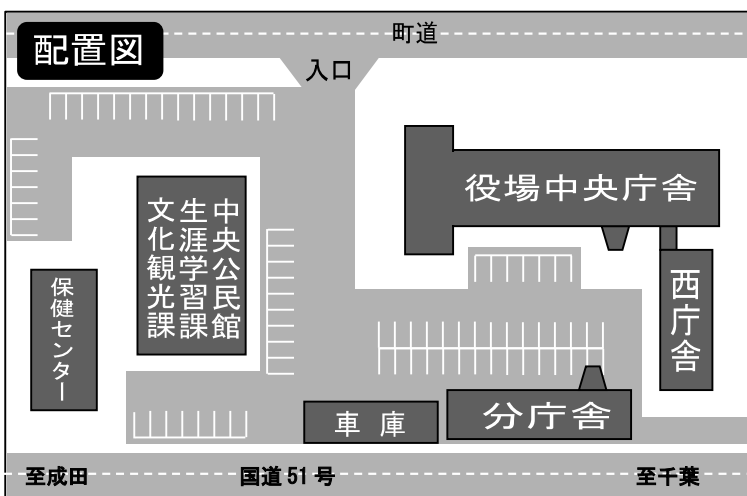 町道
配置図
入口
役場中央庁舎
中央公民館
生涯学習課
文化観光課
西庁舎
保健センター
車庫
分庁舎
至成田
国道51号
至千葉